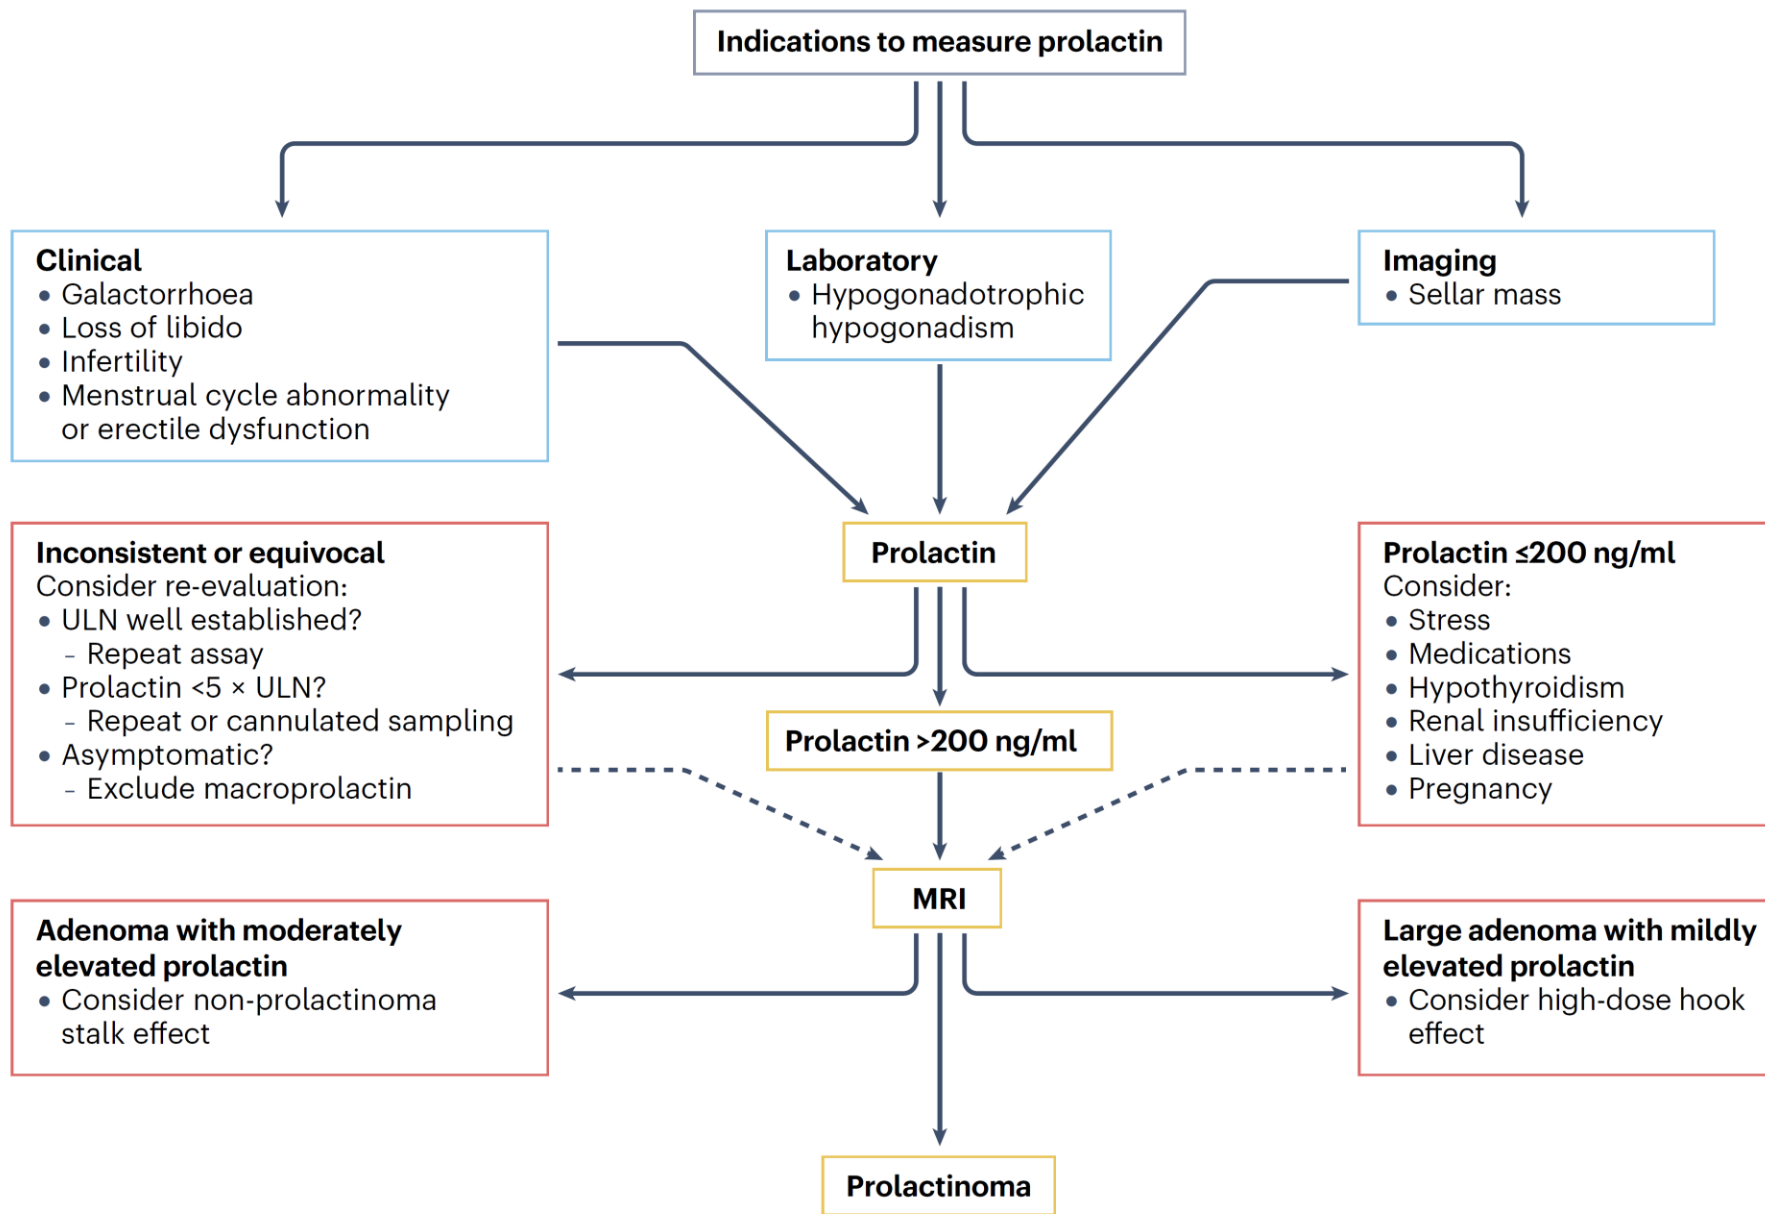 Indications to measure prolactin
Clinical
• Galactorrhoea
• Loss of libido
• Infertility
• Menstrual cycle abnormality
or erectile dysfunction
Laboratory
• Hypogonadotrophic
hypogonadism
Imaging
• Sellar mass
Prolactin
Inconsistent or equivocal
Consider re-evaluation:
• ULN well established?
– Repeat assay
• Prolactin <5 × ULN?
– Repeat or cannulated sampling
• Asymptomatic?
– Exclude macroprolactin
Prolactin >200 ng/ml
Prolactin ≤200 ng/ml
Consider:
• Stress
• Medications
• Hypothyroidism
• Renal insufficiency
• Liver disease
• Pregnancy
MRI
Adenoma with moderately
elevated prolactin
• Consider non-prolactinoma
stalk effect
Large adenoma with mildly
elevated prolactin
• Consider high-dose hook
effect
Prolactinoma